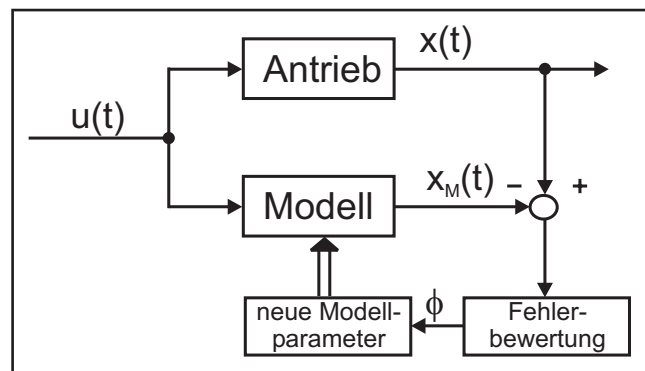 Antrieb
x(t)
u(t)
Modell
x_M(t)
− +
neue Modell-
parameter
ϕ
Fehler-
bewertung